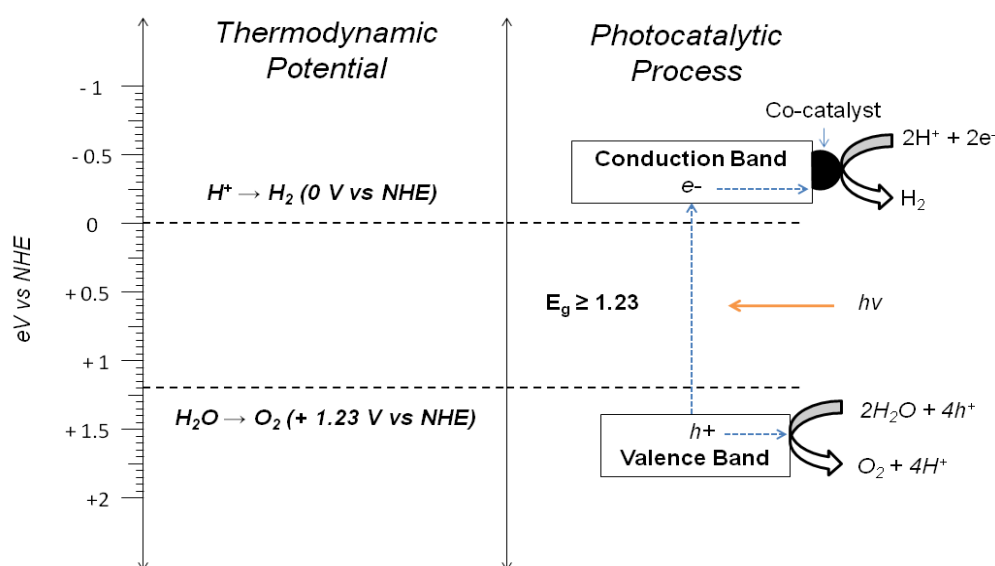 Thermodynamic
Potential
Photocatalytic
Process
eV vs NHE
- 1
- 0.5
0
+ 0.5
+ 1
+ 1.5
+2
H⁺ → H₂ (0 V vs NHE)
H₂O → O₂ (+ 1.23 V vs NHE)
Co-catalyst
Conduction Band
e-
2H⁺ + 2e⁻
H₂
E₉ ≥ 1.23
hν
h+
Valence Band
2H₂O + 4h⁺
O₂ + 4H⁺